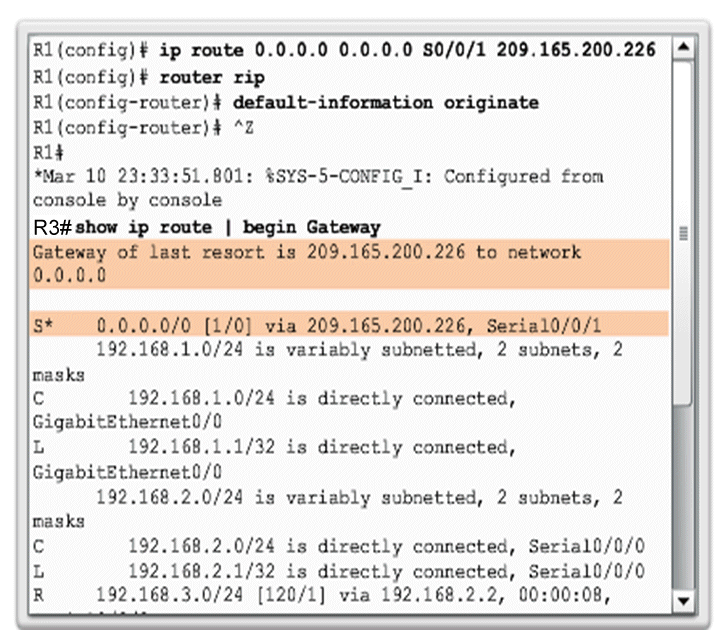 R1(config)# ip route 0.0.0.0 0.0.0.0 S0/0/1 209.165.200.226
R1(config)# router rip
R1(config-router)# default-information originate
R1(config-router)# ^Z
R1#
*Mar 10 23:33:51.801: %SYS-5-CONFIG_I: Configured from
console by console
R3#show ip route | begin Gateway
Gateway of last resort is 209.165.200.226 to network
0.0.0.0
S*    0.0.0.0/0 [1/0] via 209.165.200.226, Serial0/0/1
192.168.1.0/24 is variably subnetted, 2 subnets, 2
masks
C        192.168.1.0/24 is directly connected,
GigabitEthernet0/0
L        192.168.1.1/32 is directly connected,
GigabitEthernet0/0
192.168.2.0/24 is variably subnetted, 2 subnets, 2
masks
C        192.168.2.0/24 is directly connected, Serial0/0/0
L        192.168.2.1/32 is directly connected, Serial0/0/0
R     192.168.3.0/24 [120/1] via 192.168.2.2, 00:00:08,